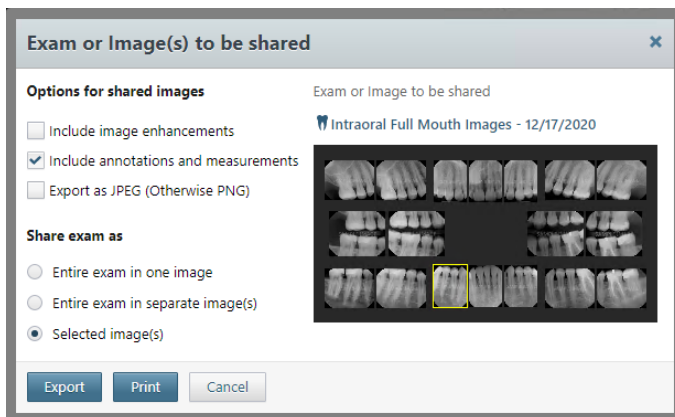 Exam or Image(s) to be shared
Options for shared images
Include image enhancements
Include annotations and measurements
Export as JPEG (Otherwise PNG)
Share exam as
Entire exam in one image
Entire exam in separate image(s)
Selected image(s)
Exam or Image to be shared
Intraoral Full Mouth Images - 12/17/2020
Export
Print
Cancel